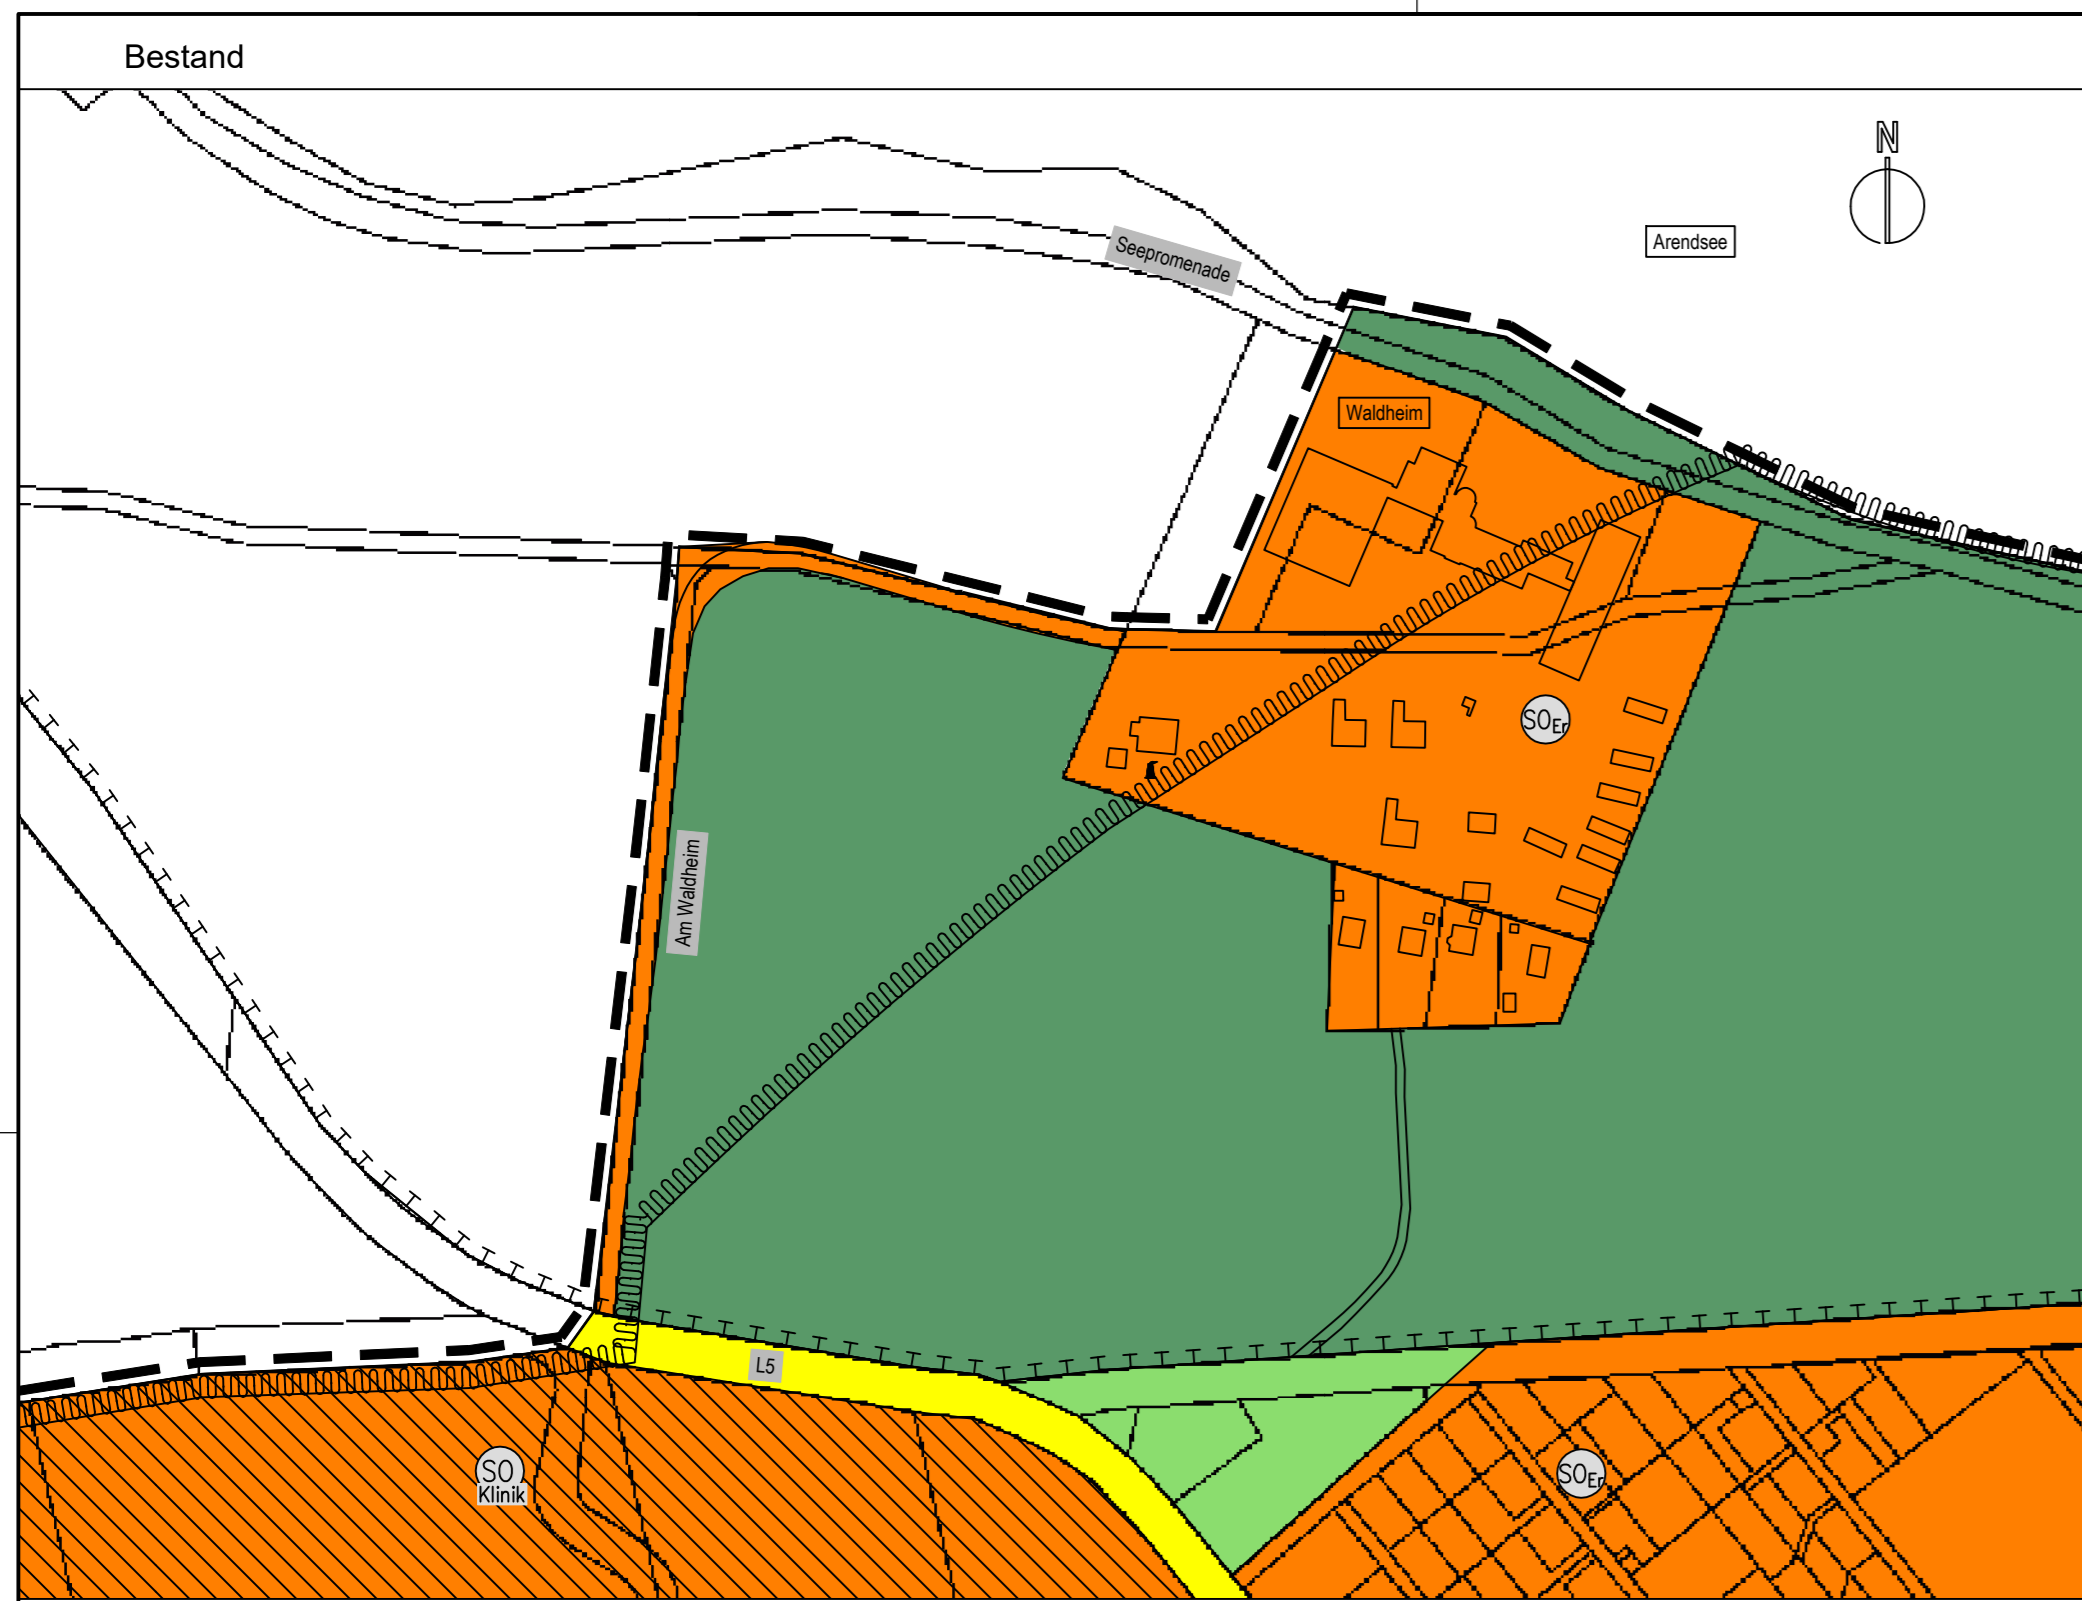 Bestand
N
Arendsee
Seepromenade
Waldheim
SOEr
Am Waldheim
L5
SO
Klinik
SOEr